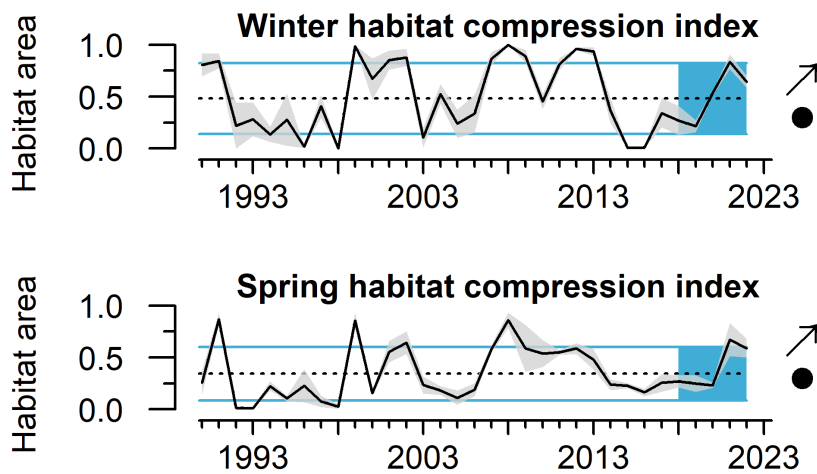 Winter habitat compression index
Habitat area
1.0
0.5
0.0
1993 2003 2013 2023
Spring habitat compression index
Habitat area
1.0
0.5
0.0
1993 2003 2013 2023